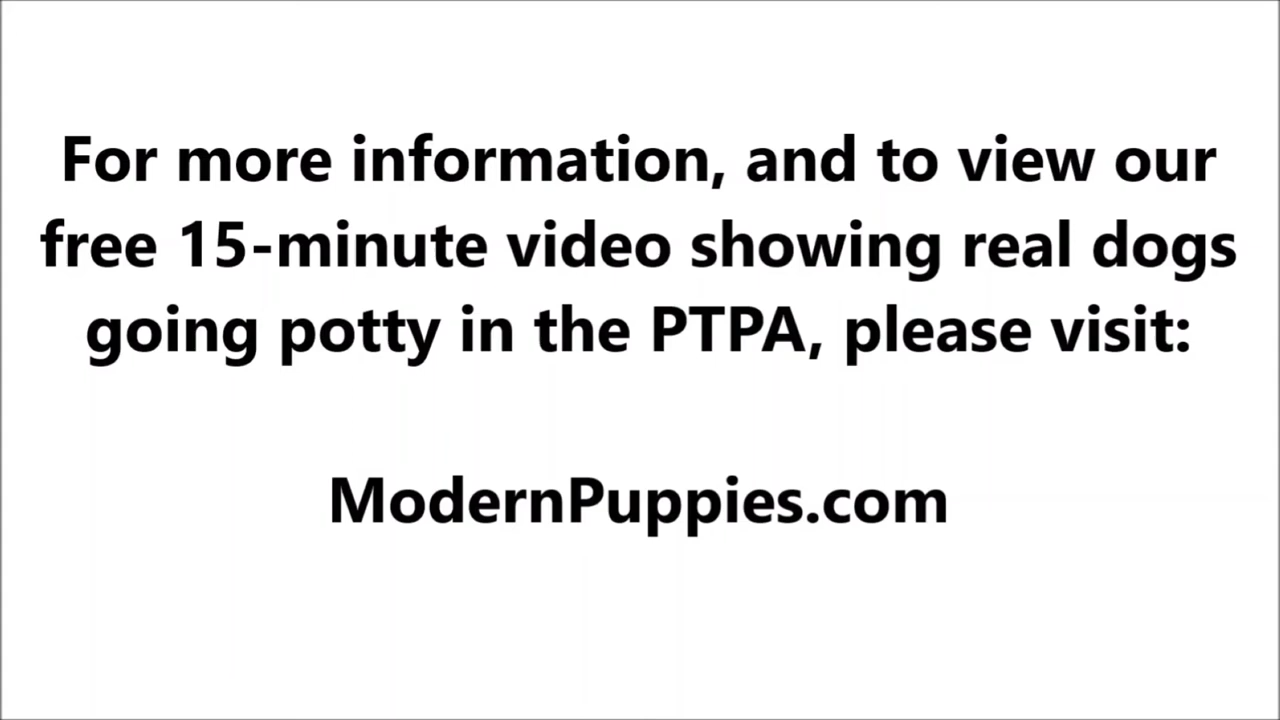 For more information, and to view our
free 15-minute video showing real dogs
going potty in the PTPA, please visit:
ModernPuppies.com